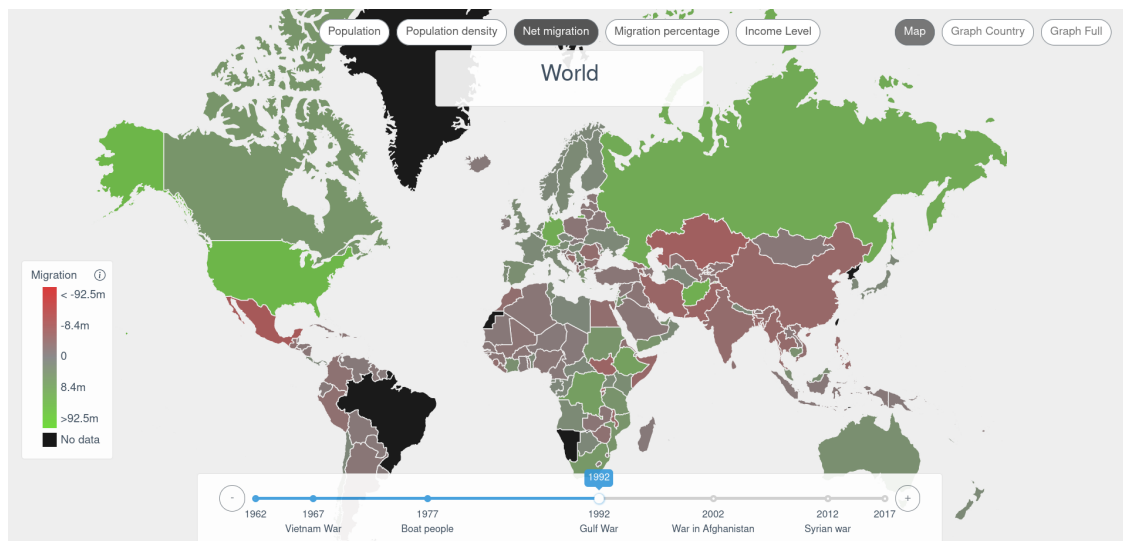 Population
Population density
Net migration
Migration percentage
Income Level
Map
Graph Country
Graph Full
World
Migration
< -92.5m
-8.4m
0
8.4m
>92.5m
No data
1992
-
+
1962
1967
1977
1992
2002
2012
2017
Vietnam War
Boat people
Gulf War
War in Afghanistan
Syrian war